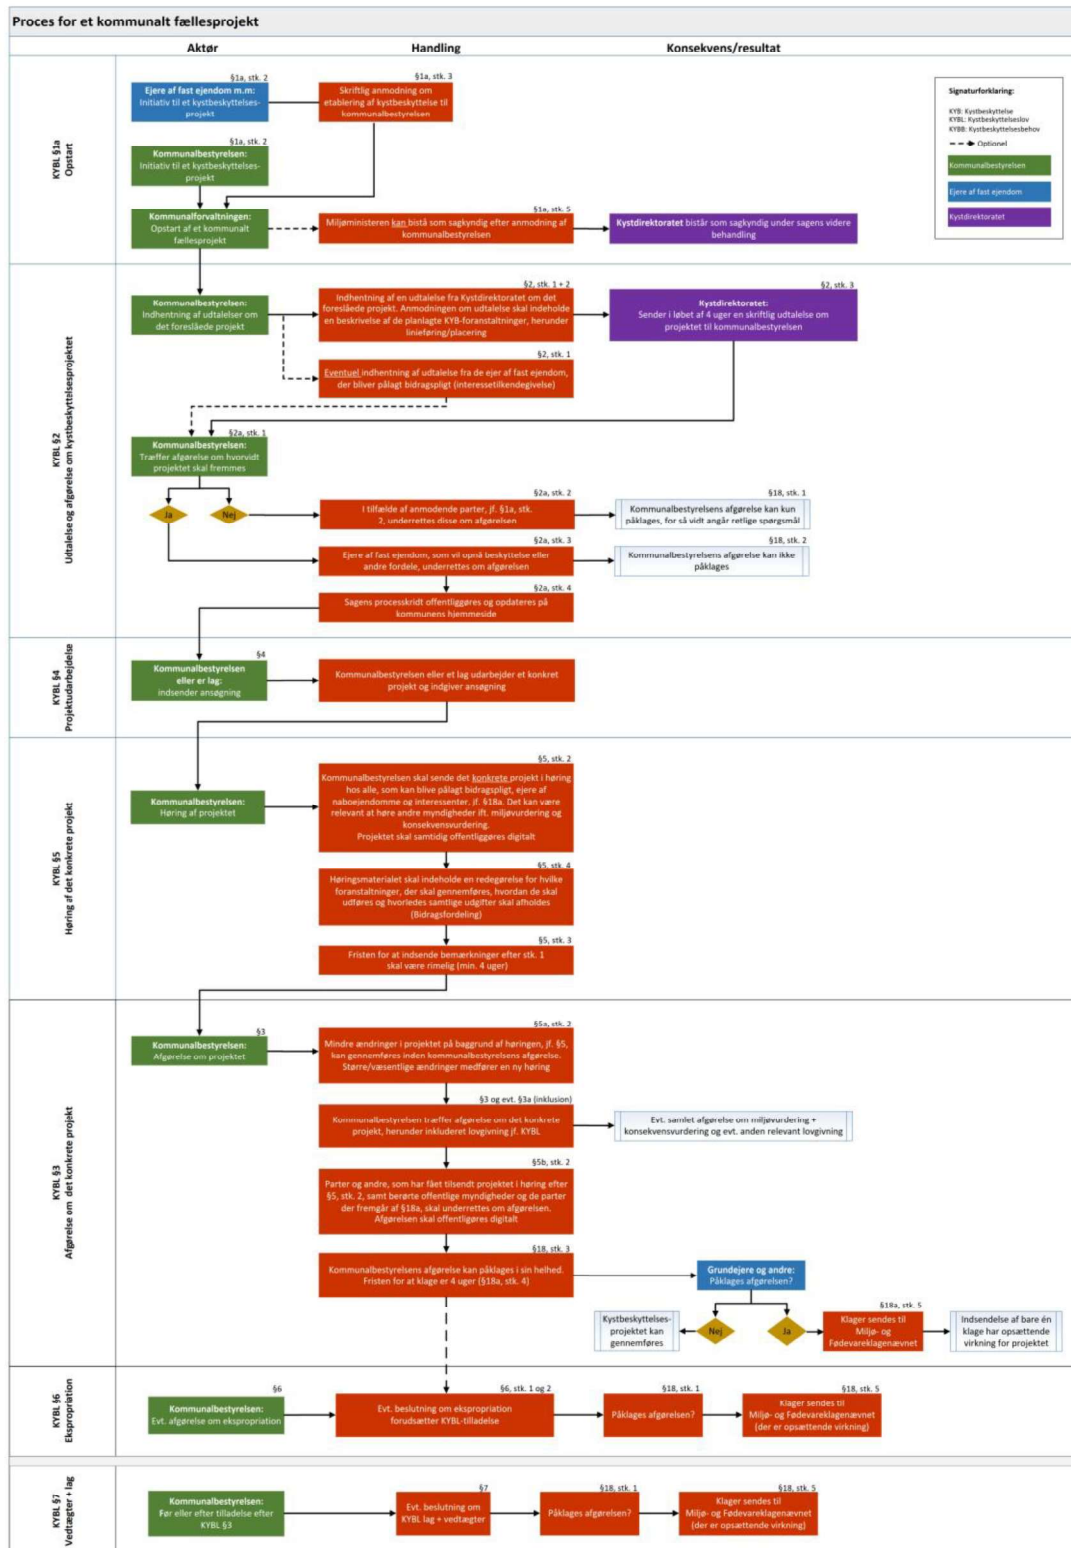 Proces for et kommunalt fællesprojekt
Aktør
Handling
Konsekvens/resultat
KYBL §1a
Opstart
§1a, stk. 2
Ejere af fast ejendom m.m:
Initiativ til et kystbeskyttelses-
projekt
§1a, stk. 3
Skriftlig anmodning om
etablering af kystbeskyttelse til
kommunalbestyrelsen
§1a, stk. 2
Kommunalbestyrelsen:
Initiativ til et kystbeskyttelses-
projekt
Kommunalforvaltningen:
Opstart af et kommunalt
fællesprojekt
§1a, stk. 5
Miljøministeren kan bistå som sagkyndig efter anmodning af
kommunalbestyrelsen
Kystdirektoratet bistår som sagkyndig under sagens videre
behandling
Signaturforklaring:
KYB: Kystbeskyttelse
KYBL: Kystbeskyttelseslov
KYBB: Kystbeskyttelsesbehov
Optionel
Kommunalbestyrelsen
Ejere af fast ejendom
Kystdirektoratet
KYBL §2
Udtalelse og afgørelse om kystbeskyttelsesprojektet
Kommunalbestyrelsen:
Indhentning af udtalelser om
det foreslåede projekt
§2, stk. 1 + 2
Indhentning af en udtalelse fra Kystdirektoratet om det
foreslåede projekt. Anmodningen om udtalelse skal indeholde
en beskrivelse af de planlagte KYB-foranstaltninger, herunder
linieføring/placering
§2, stk. 3
Kystdirektoratet:
Sender i løbet af 4 uger en skriftlig udtalelse om
projektet til kommunalbestyrelsen
§2, stk. 1
Eventuel indhentning af udtalelse fra de ejer af fast ejendom,
der bliver pålagt bidragspligt (interessetilkendegivelse)
§2a, stk. 1
Kommunalbestyrelsen:
Træffer afgørelse om hvorvidt
projektet skal fremmes
Ja
Nej
§2a, stk. 2
I tilfælde af anmodende parter, jf. §1a, stk.
2, underrettes disse om afgørelsen
§18, stk. 1
Kommunalbestyrelsens afgørelse kan kun
påklages, for så vidt angår retlige spørgsmål
§2a, stk. 3
Ejere af fast ejendom, som vil opnå beskyttelse eller
andre fordele, underrettes om afgørelsen
§18, stk. 2
Kommunalbestyrelsens afgørelse kan ikke
påklages
§2a, stk. 4
Sagens processkridt offentliggøres og opdateres på
kommunens hjemmeside
KYBL §4
Projektudarbejdelse
§4
Kommunalbestyrelsen
eller er lag:
indsender ansøgning
Kommunalbestyrelsen eller et lag udarbejder et konkret
projekt og indgiver ansøgning
KYBL §5
Høring af det konkrete projekt
Kommunalbestyrelsen:
Høring af projektet
§5, stk. 2
Kommunalbestyrelsen skal sende det konkrete projekt i høring
hos alle, som kan blive pålagt bidragspligt, ejere af
naboejendomme og interessenter, jf. §18a. Det kan være
relevant at høre andre myndigheder ift. miljøvurdering og
konsekvensvurdering.
Projektet skal samtidig offentliggøres digitalt
§5, stk. 4
Høringsmaterialet skal indeholde en redegørelse for hvilke
foranstaltninger, der skal gennemføres, hvordan de skal
udføres og hvorledes samtlige udgifter skal afholdes
(Bidragsfordeling)
§5, stk. 3
Fristen for at indsende bemærkninger efter stk. 1
skal være rimelig (min. 4 uger)
KYBL §3
Afgørelse om det konkrete projekt
§3
Kommunalbestyrelsen:
Afgørelse om projektet
§5a, stk. 2
Mindre ændringer i projektet på baggrund af høringen, jf. §5,
kan gennemføres inden kommunalbestyrelsens afgørelse.
Større/væsentlige ændringer medfører en ny høring
§3 og evt. §3a (inklusion)
Kommunalbestyrelsen træffer afgørelse om det konkrete
projekt, herunder inkluderet lovgivning jf. KYBL
Evt. samlet afgørelse om miljøvurdering +
konsekvensvurdering og evt. anden relevant lovgivning
§5b, stk. 2
Parter og andre, som har fået tilsendt projektet i høring efter
§5, stk. 2, samt berørte offentlige myndigheder og de parter
der fremgår af §18a, skal underrettes om afgørelsen.
Afgørelsen skal offentligøres digitalt
§18, stk. 3
Kommunalbestyrelsens afgørelse kan påklages i sin helhed.
Fristen for at klage er 4 uger (§18a, stk. 4)
Grundejere og andre:
Påklages afgørelsen?
Kystbeskyttelses-
projektet kan
gennemføres
Nej
Ja
§18a, stk. 5
Klager sendes til
Miljø- og
Fødevareklagenævnet
Indsendelse af bare én
klage har opsættende
virkning for projektet
KYBL §6
Ekspropriation
§6
Kommunalbestyrelsen:
Evt. afgørelse om ekspropriation
§6, stk. 1 og 2
Evt. beslutning om ekspropriation
forudsætter KYBL-tilladelse
§18, stk. 1
Påklages afgørelsen?
§18, stk. 5
Klager sendes til
Miljø- og Fødevareklagenævnet
(der er opsættende virkning)
KYBL §7
Vedtægter + lag
Kommunalbestyrelsen:
Før eller efter tilladelse efter
KYBL §3
§7
Evt. beslutning om
KYBL lag + vedtægter
§18, stk. 1
Påklages afgørelsen?
§18, stk. 5
Klager sendes til
Miljø- og Fødevareklagenævnet
(der er opsættende virkning)